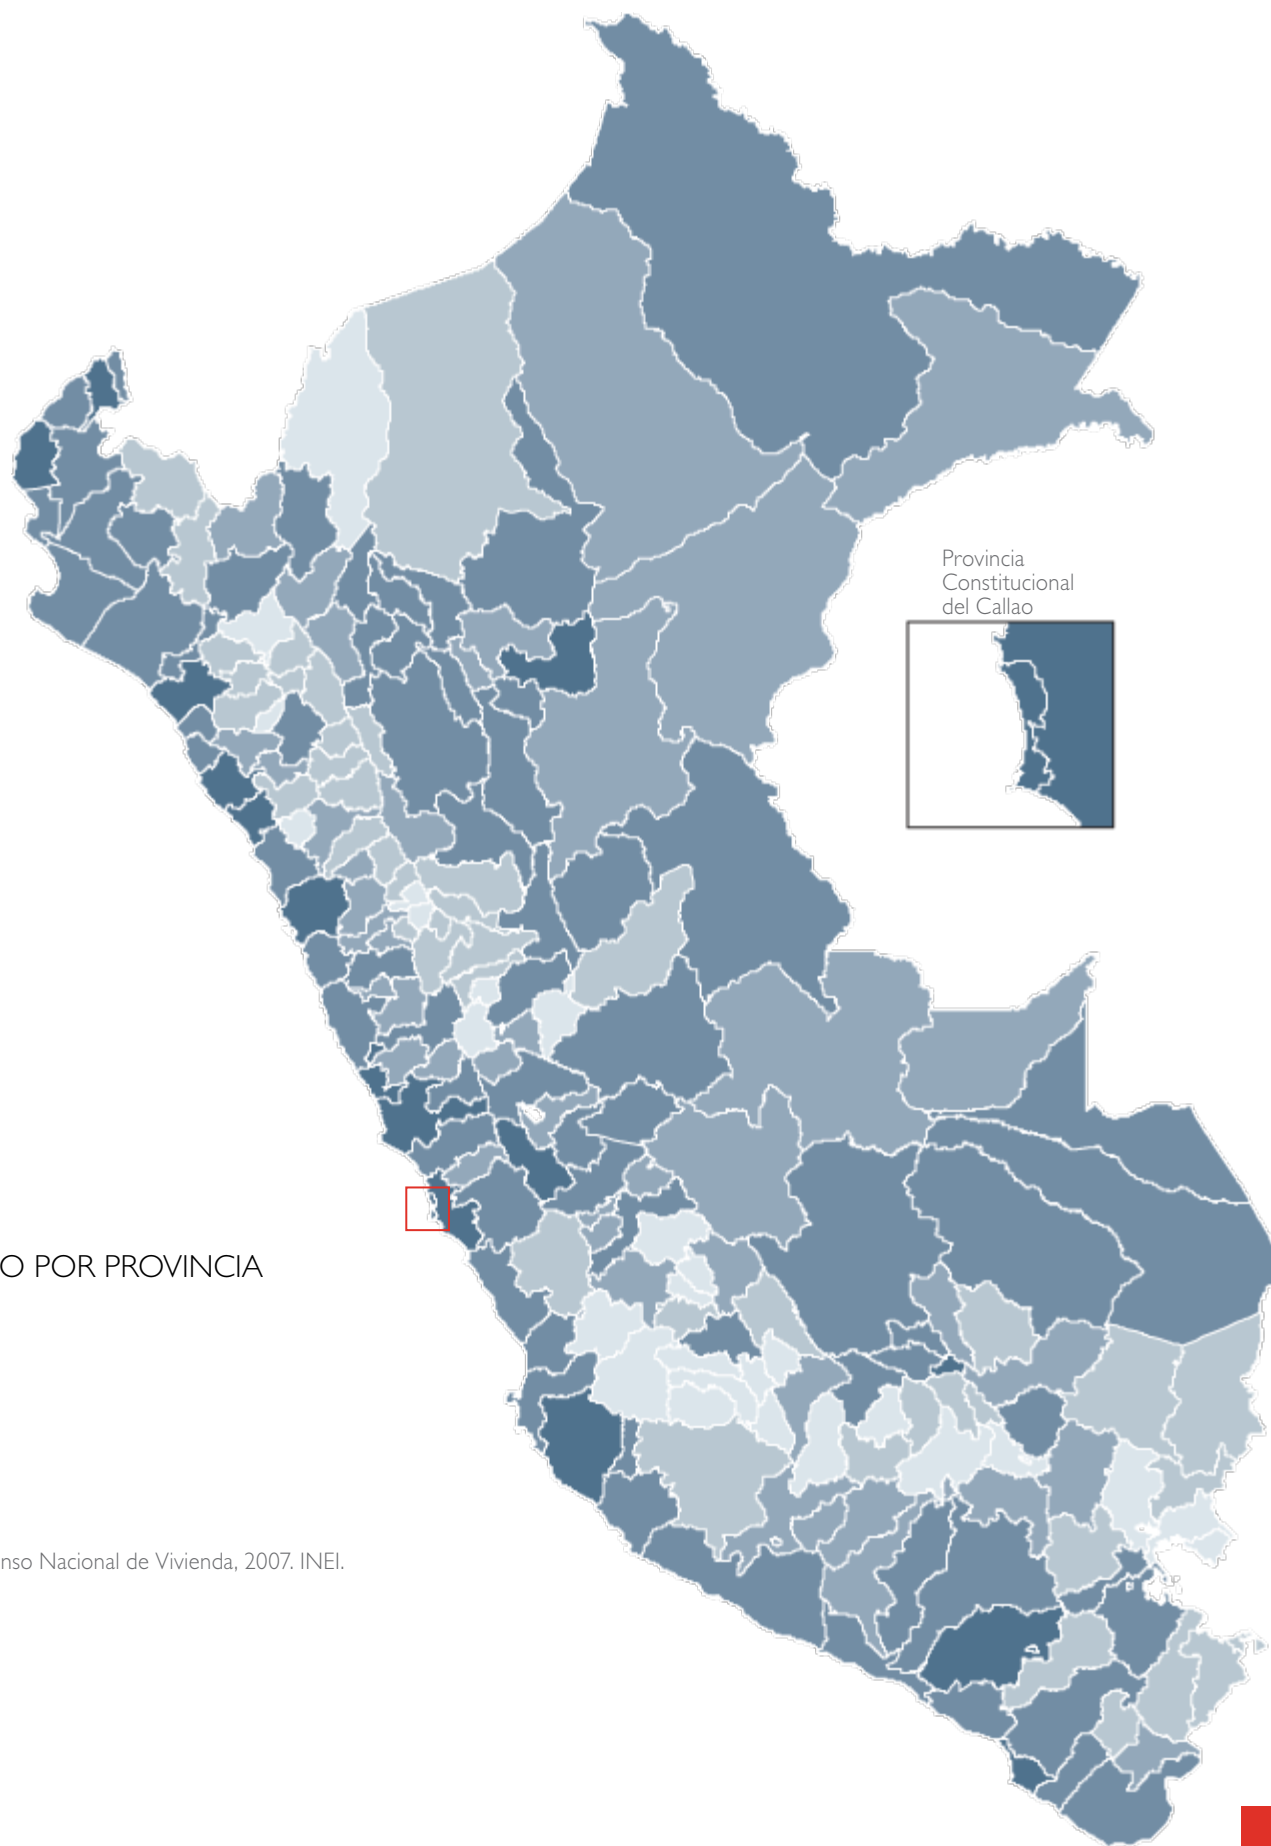 Provincia
Constitucional
del Callao
O POR PROVINCIA
nso Nacional de Vivienda, 2007. INEI.